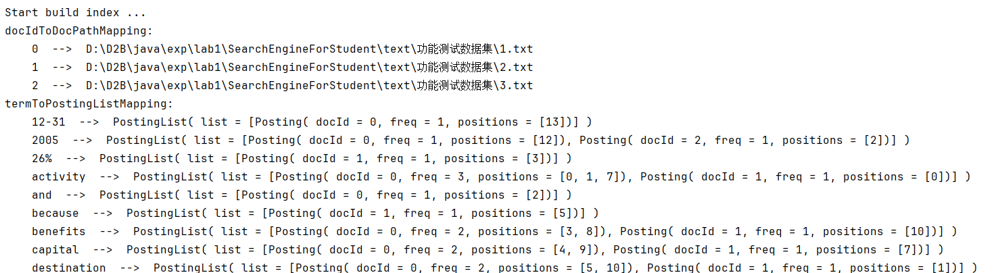 Start build index ...
docIdToDocPathMapping:
    0  -->  D:\D2B\java\exp\lab1\SearchEngineForStudent\text\功能测试数据集\1.txt
    1  -->  D:\D2B\java\exp\lab1\SearchEngineForStudent\text\功能测试数据集\2.txt
    2  -->  D:\D2B\java\exp\lab1\SearchEngineForStudent\text\功能测试数据集\3.txt
termToPostingListMapping:
    12-31  -->  PostingList( list = [Posting( docId = 0, freq = 1, positions = [13])] )
    2005  -->  PostingList( list = [Posting( docId = 0, freq = 1, positions = [12]), Posting( docId = 2, freq = 1, positions = [2])] )
    26%  -->  PostingList( list = [Posting( docId = 1, freq = 1, positions = [3])] )
    activity  -->  PostingList( list = [Posting( docId = 0, freq = 3, positions = [0, 1, 7]), Posting( docId = 1, freq = 1, positions = [0])] )
    and  -->  PostingList( list = [Posting( docId = 0, freq = 1, positions = [2])] )
    because  -->  PostingList( list = [Posting( docId = 1, freq = 1, positions = [5])] )
    benefits  -->  PostingList( list = [Posting( docId = 0, freq = 2, positions = [3, 8]), Posting( docId = 1, freq = 1, positions = [10])] )
    capital  -->  PostingList( list = [Posting( docId = 0, freq = 2, positions = [4, 9]), Posting( docId = 1, freq = 1, positions = [7])] )
    destination  -->  PostingList( list = [Posting( docId = 0, freq = 2, positions = [5, 10]), Posting( docId = 1, freq = 1, positions = [1])] )